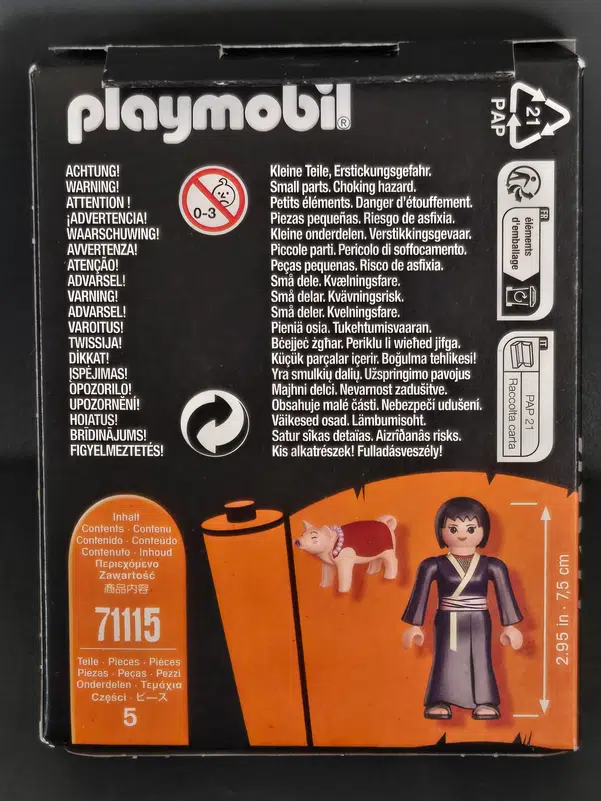 playmobil®
21
PAP
ACHTUNG!
WARNING!
ATTENTION !
¡ADVERTENCIA!
WAARSCHUWING!
AVVERTENZA!
ATENÇÃO!
ADVARSEL!
VARNING!
ADVARSEL!
VAROITUS!
TWISSIJA!
DİKKAT!
ĮSPĖJIMAS!
OPOZORILO!
UPOZORNĚNÍ!
HOIATUS!
BRĪDINĀJUMS!
FIGYELMEZTETÉS!
0-3
Kleine Teile, Erstickungsgefahr.
Small parts. Choking hazard.
Petits éléments. Danger d'étouffement.
Piezas pequeñas. Riesgo de asfixia.
Kleine onderdelen. Verstikkingsgevaar.
Piccole parti. Pericolo di soffocamento.
Peças pequenas. Risco de asfixia.
Små dele. Kvælningsfare.
Små delar. Kvävningsrisk.
Små deler. Kvelningsfare.
Pieniä osia. Tukehtumisvaaran.
Bċejjeċ żgħar. Periklu li wieħed jifga.
Küçük parçalar içerir. Boğulma tehlikesi!
Yra smulkių dalių. Užspringimo pavojus
Majhni delci. Nevarnost zadušitve.
Obsahuje malé části. Nebezpečí udušení.
Väikesed osad. Lämbumisoht.
Satur sīkas detaļas. Aizrīšanās risks.
Kis alkatrészek! Fulladásveszély!
FR
éléments
d'emballage
IT
PAP 21
Raccolta carta
Inhalt
Contents · Contenu
Contenido · Conteúdo
Contenuto · Inhoud
Περιεχόμενο
Zawartość
商品内容
71115
Teile · Pieces · Pièces
Piezas · Peças · Pezzi
Onderdelen · Τεμάχια
Części · ピース
5
2.95 in · 7,5 cm